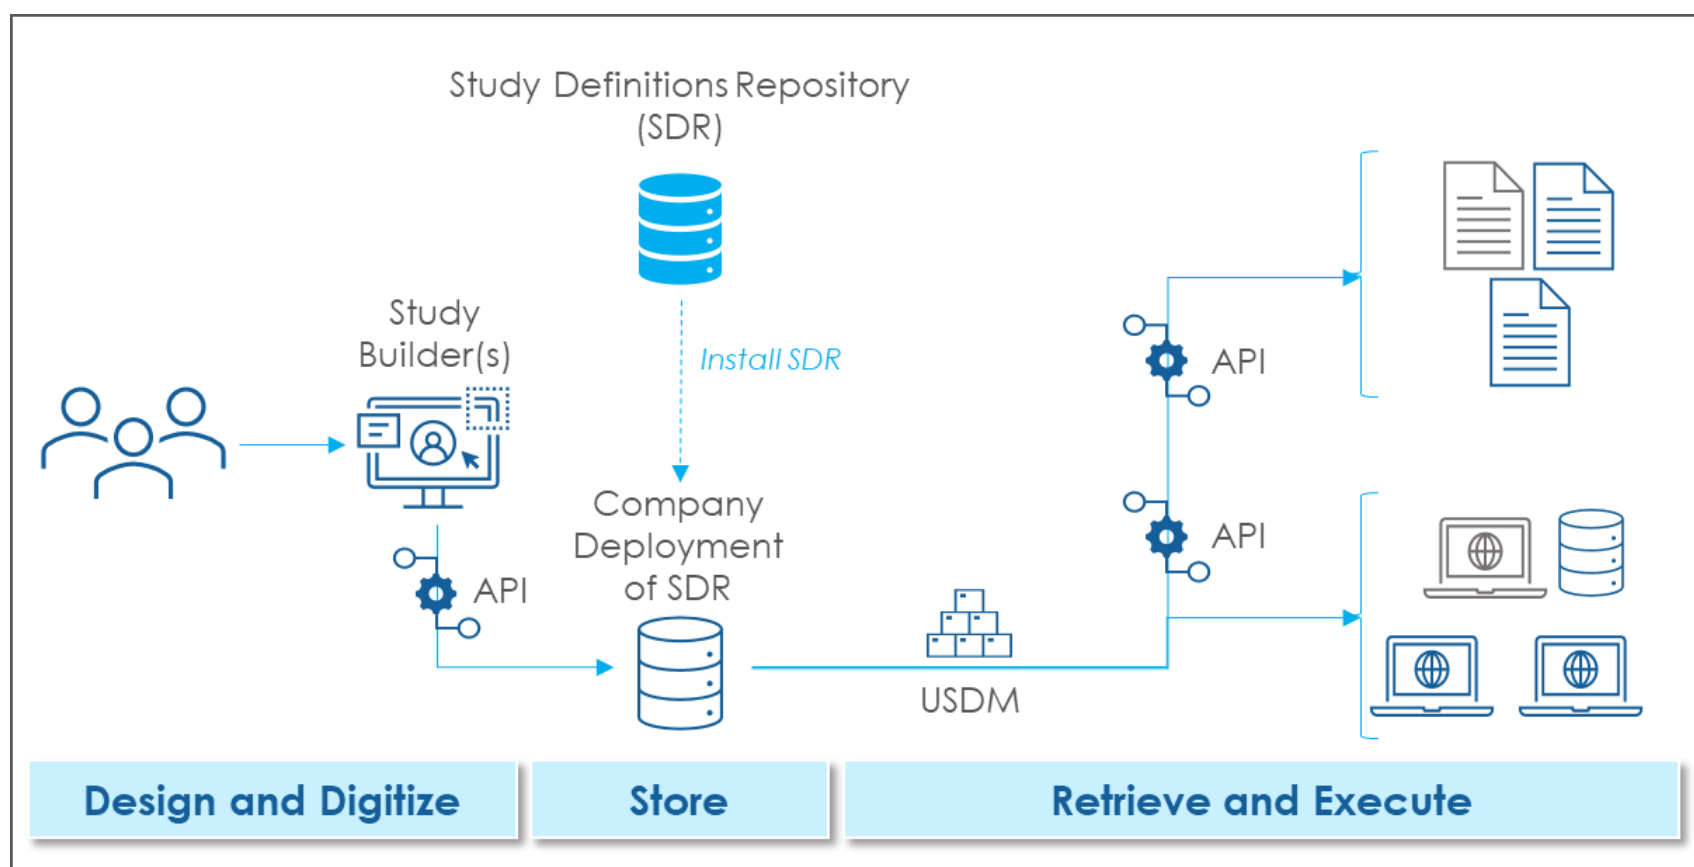 Study Definitions Repository
(SDR)
Study
Builder(s)
Install SDR
API
Company
Deployment
of SDR
API
API
USDM
Design and Digitize
Store
Retrieve and Execute